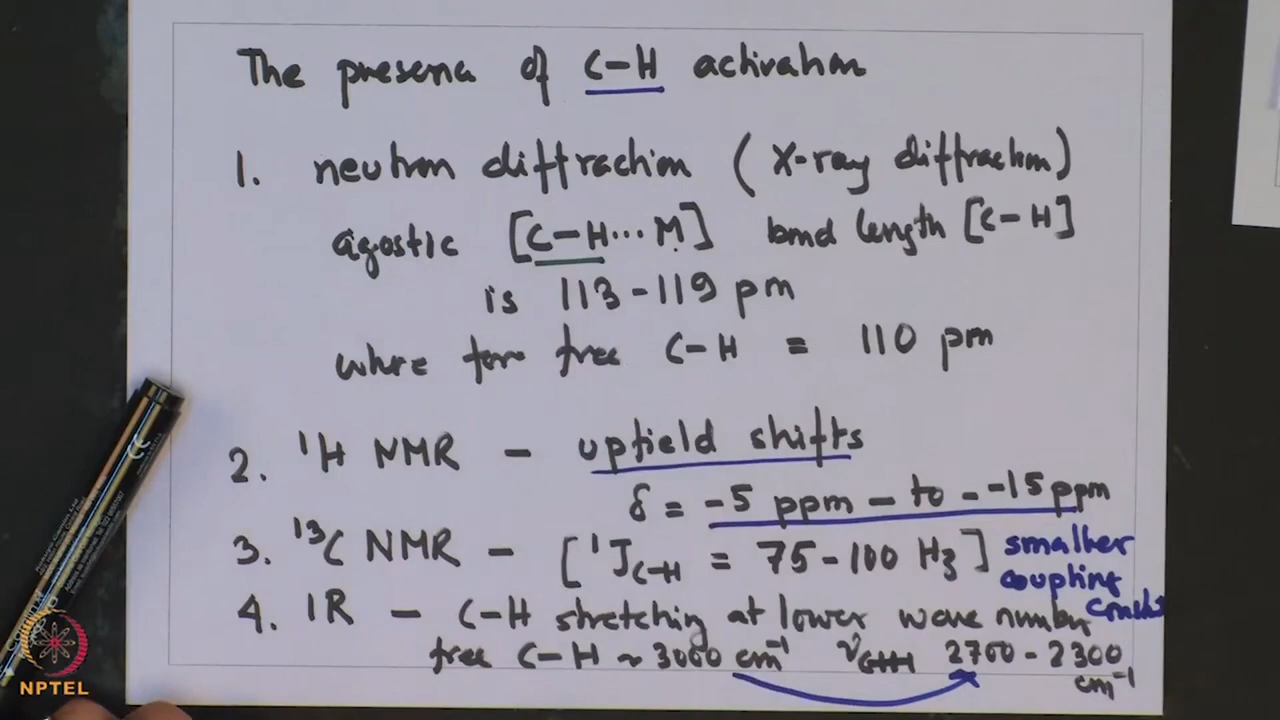 The presence of C-H activation
1. neutron diffraction (X-ray diffraction)
agostic [C-H...M] bond length [C-H]
is 113-119 pm
where for free C-H = 110 pm
2. ¹H NMR - upfield shifts
δ = -5 ppm - to - -15 ppm
3. ¹³C NMR - [¹J C-H = 75-100 Hz] smaller
coupling
4. IR - C-H stretching at lower wave number
free C-H ~ 3000 cm⁻¹ ν C-H 2700 - 2300
cm⁻¹
NPTEL